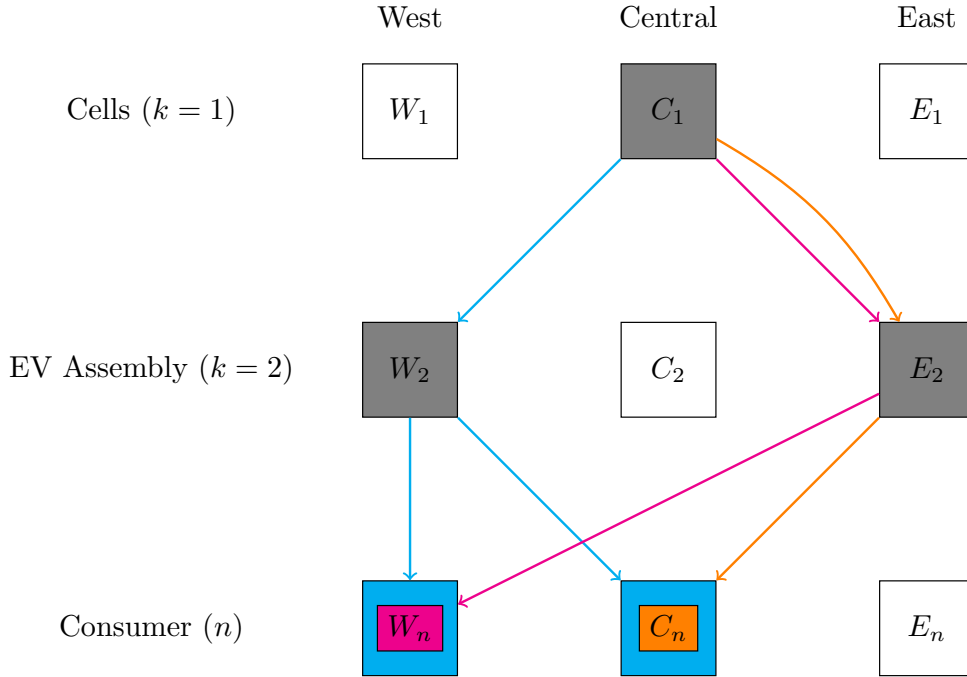 West Central East
Cells (k = 1) W₁ C₁ E₁
EV Assembly (k = 2) W₂ C₂ E₂
Consumer (n) Wₙ Cₙ Eₙ